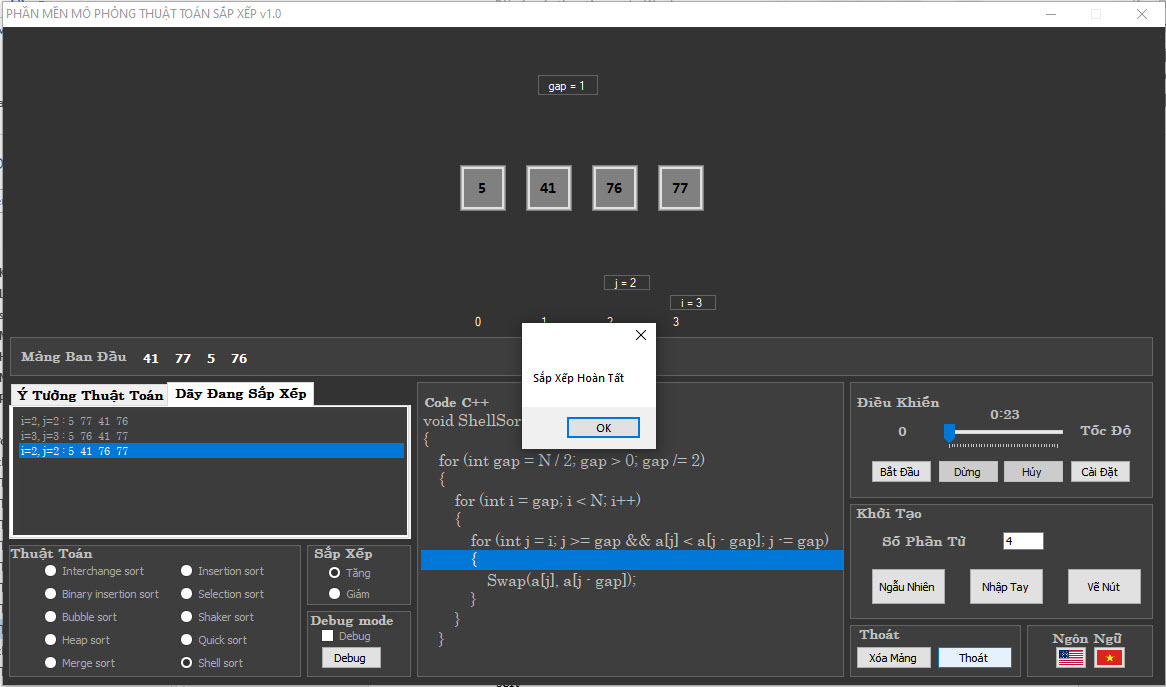 PHẦN MỀN MÔ PHỎNG THUẬT TOÁN SẮP XẾP v1.0
gap = 1
5 41 76 77
j = 2
i = 3
0 1 2 3
Mảng Ban Đầu 41 77 5 76
Sắp Xếp Hoàn Tất
OK
Ý Tưởng Thuật Toán Dãy Đang Sắp Xếp
i=2, j=2 : 5 77 41 76
i=3, j=3 : 5 76 41 77
i=2, j=2 : 5 41 76 77
Code C++
void ShellSor
{
for (int gap = N / 2; gap > 0; gap /= 2)
{
for (int i = gap; i < N; i++)
{
for (int j = i; j >= gap && a[j] < a[j - gap]; j -= gap)
{
Swap(a[j], a[j - gap]);
}
}
}
Điều Khiển
0:23
0 Tốc Độ
Bắt Đầu Dừng Hủy Cài Đặt
Khởi Tạo
Số Phần Tử 4
Ngẫu Nhiên Nhập Tay Vẽ Nút
Thuật Toán
Interchange sort Insertion sort
Binary insertion sort Selection sort
Bubble sort Shaker sort
Heap sort Quick sort
Merge sort Shell sort
Sắp Xếp
Tăng
Giảm
Debug mode
Debug
Debug
Thoát
Xóa Mảng Thoát
Ngôn Ngữ